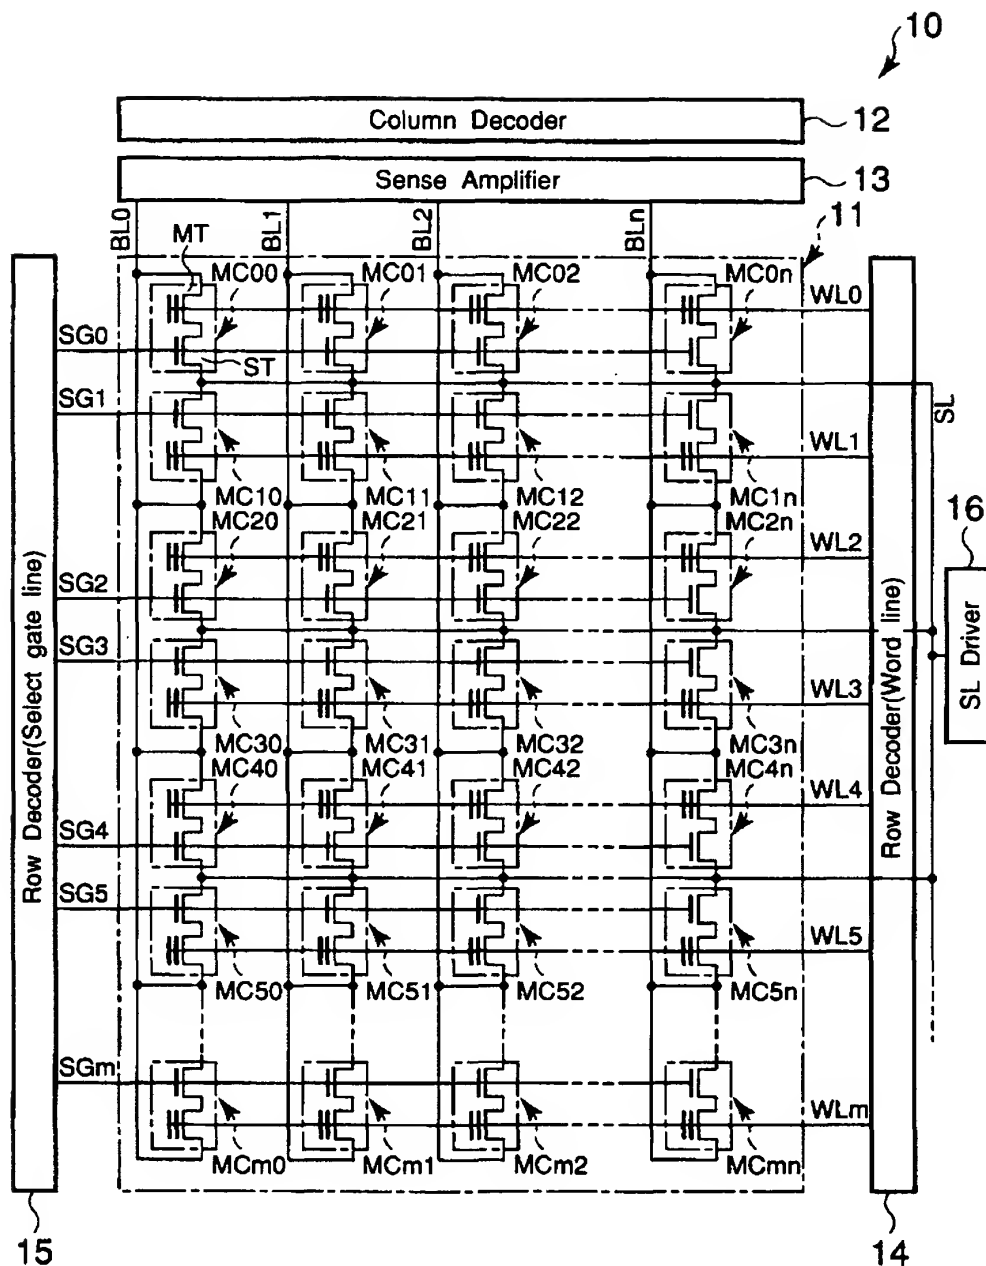 10
Column Decoder
12
Sense Amplifier
13
BL0
BL1
BL2
BLn
11
MT
MC00
MC01
MC02
MC0n
WL0
SG0
ST
SG1
SL
WL1
MC10
MC11
MC12
MC1n
MC20
MC21
MC22
MC2n
16
WL2
SG2
Row Decoder(Select gate line)
Row Decoder(Word line)
SL Driver
SG3
WL3
MC30
MC31
MC32
MC3n
MC40
MC41
MC42
MC4n
WL4
SG4
SG5
WL5
MC50
MC51
MC52
MC5n
SGm
WLm
MCm0
MCm1
MCm2
MCmn
15
14